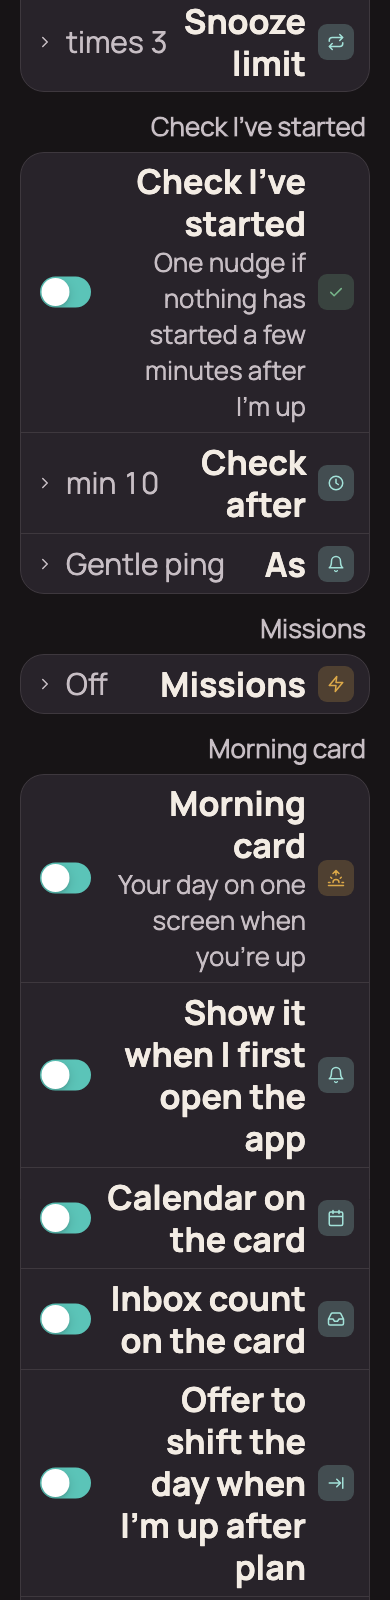 Snooze
limit
times 3
Check I've started
Check I've
started
One nudge if
nothing has
started a few
minutes after
I'm up
Check
after
min 10
As
Gentle ping
Missions
Missions
Off
Morning card
Morning
card
Your day on one
screen when
you're up
Show it
when I first
open the
app
Calendar on
the card
Inbox count
on the card
Offer to
shift the
day when
I'm up after
plan